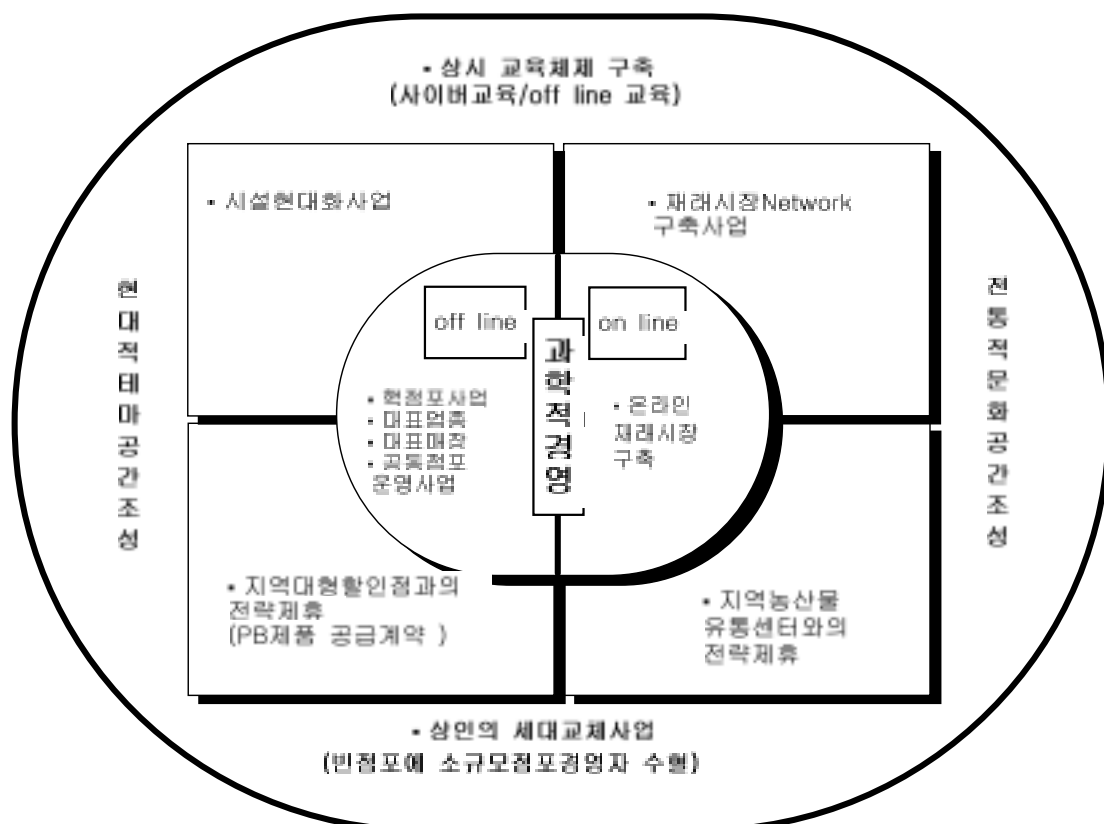 ▪ 상시 교육체제 구축
(사이버교육/off line 교육)
▪ 시설현대화사업
▪ 재래시장Network
구축사업
현대적테마공간조성
전통적문화공간조성
off line
on line
과학적경영
▪ 핵점포사업
▪ 대표업종
▪ 대표매장
▪ 공동점포
운영사업
▪ 온라인
재래시장
구축
▪ 지역대형할인점과의
전략제휴
(PB제품 공급계약 )
▪ 지역농산물
유통센터와의
전략제휴
▪ 상인의 세대교체사업
(빈점포에 소규모점포경영자 수혈)